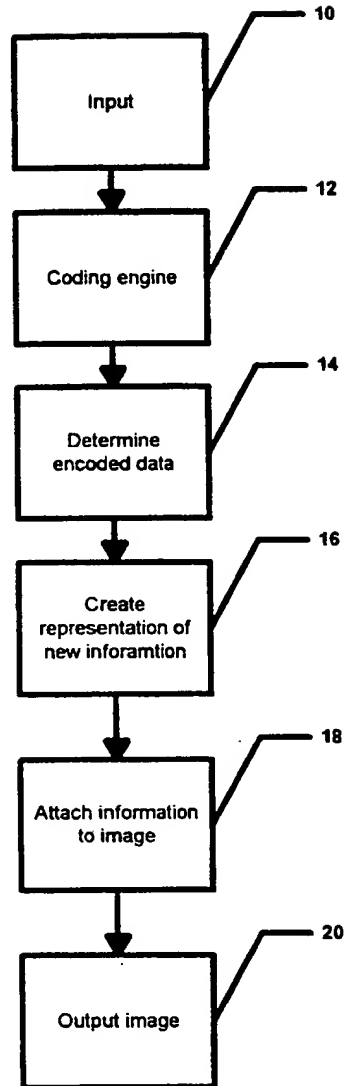 10
Input
12
Coding engine
14
Determine
encoded data
16
Create
representation of
new inforamtion
18
Attach information
to image
20
Output image